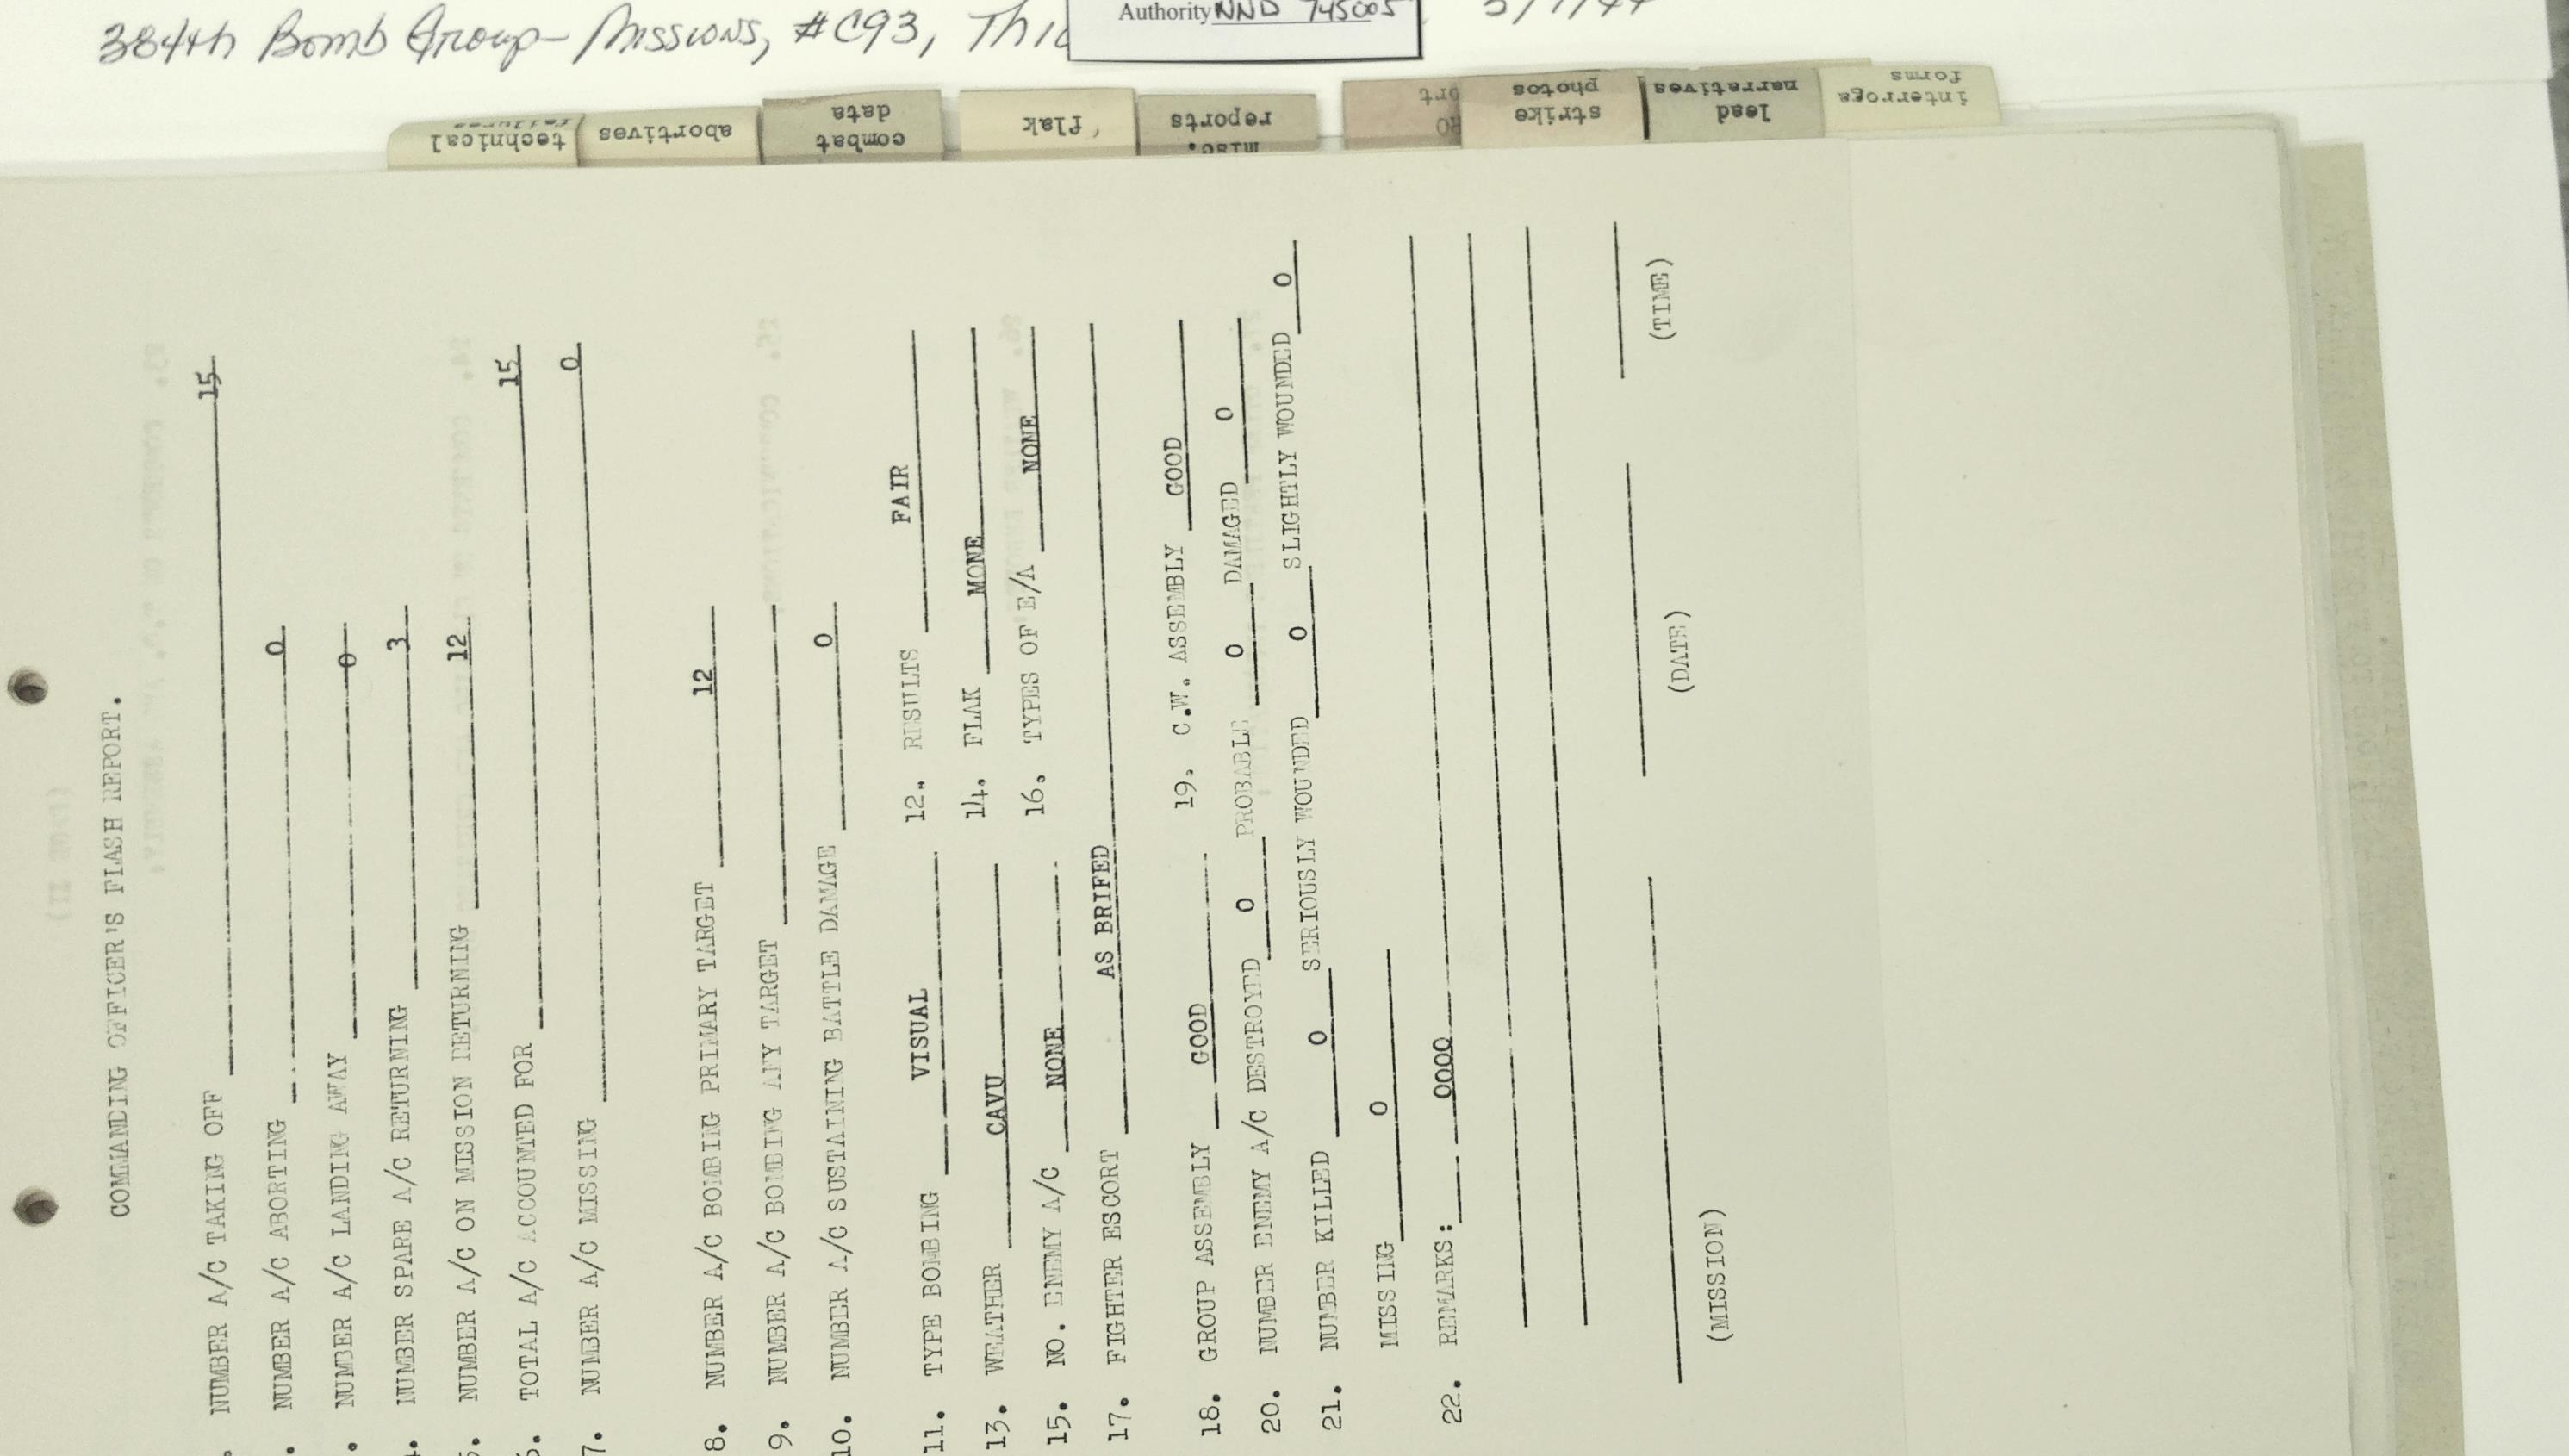 384th Bomb Group - Missions, #C93,
Authority NND 745005
technical
abortives
combat
data
flak
misc.
reports
strike
photos
lead
narratives
interroga
forms
COMMANDING OFFICER'S FLASH REPORT.
. NUMBER A/C TAKING OFF 15
. NUMBER A/C ABORTING 0
. NUMBER A/C LANDING AWAY 0
. NUMBER SPARE A/C RETURNING 3
5. NUMBER A/C ON MISSION RETURNING 12
6. TOTAL A/C ACCOUNTED FOR 15
7. NUMBER A/C MISSING 0
8. NUMBER A/C BOMBING PRIMARY TARGET 12
9. NUMBER A/C BOMBING ANY TARGET
10. NUMBER A/C SUSTAINING BATTLE DAMAGE 0
11. TYPE BOMBING VISUAL 12. RESULTS FAIR
13. WEATHER CAVU 14. FLAK MONE
15. NO. ENEMY A/C NONE 16. TYPES OF E/A NONE
17. FIGHTER ESCORT AS BRIFED
18. GROUP ASSEMBLY GOOD 19. C.W. ASSEMBLY GOOD
20. NUMBER ENEMY A/C DESTROYED 0 PROBABLE 0 DAMAGED 0
21. NUMBER KILLED 0 SERIOUSLY WOUNDED 0 SLIGHTLY WOUNDED 0
MISSING 0
22. REMARKS: 0000
(MISSION) (DATE) (TIME)